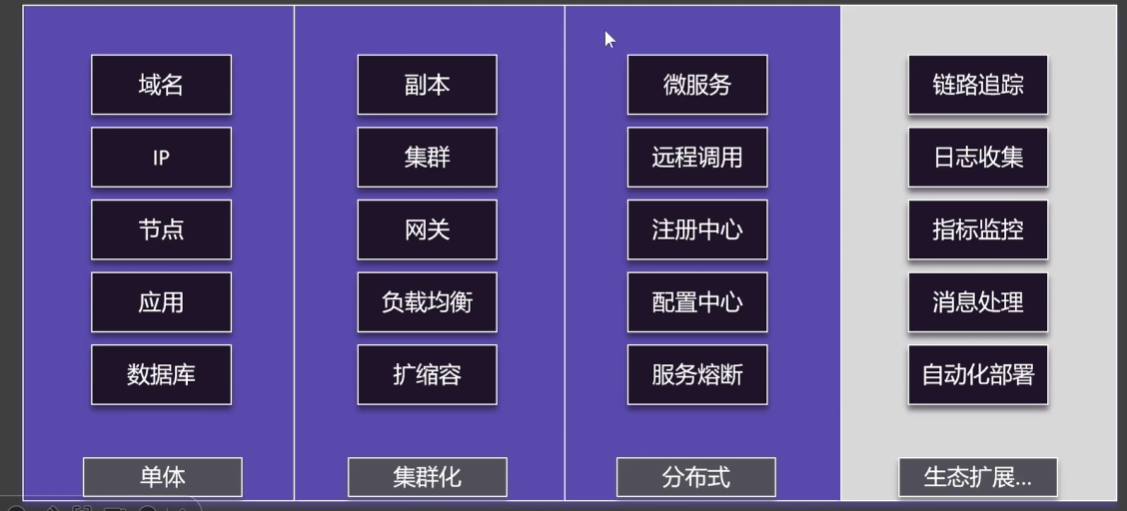 域名
IP
节点
应用
数据库
单体
副本
集群
网关
负载均衡
扩缩容
集群化
微服务
远程调用
注册中心
配置中心
服务熔断
分布式
链路追踪
日志收集
指标监控
消息处理
自动化部署
生态扩展...